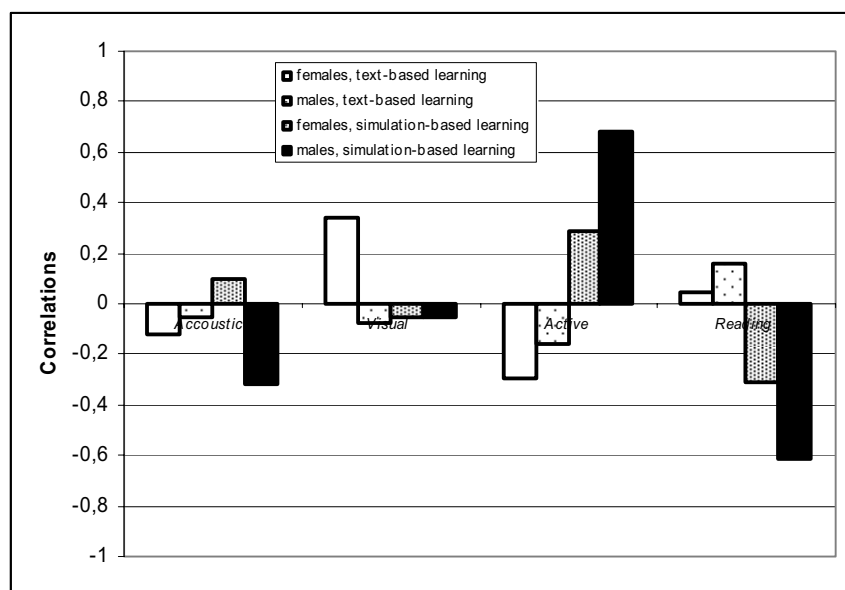 1
0,8
0,6
0,4
0,2
0
-0,2
-0,4
-0,6
-0,8
-1
Correlations
females, text-based learning
males, text-based learning
females, simulation-based learning
males, simulation-based learning
Accoustic
Visual
Active
Reading